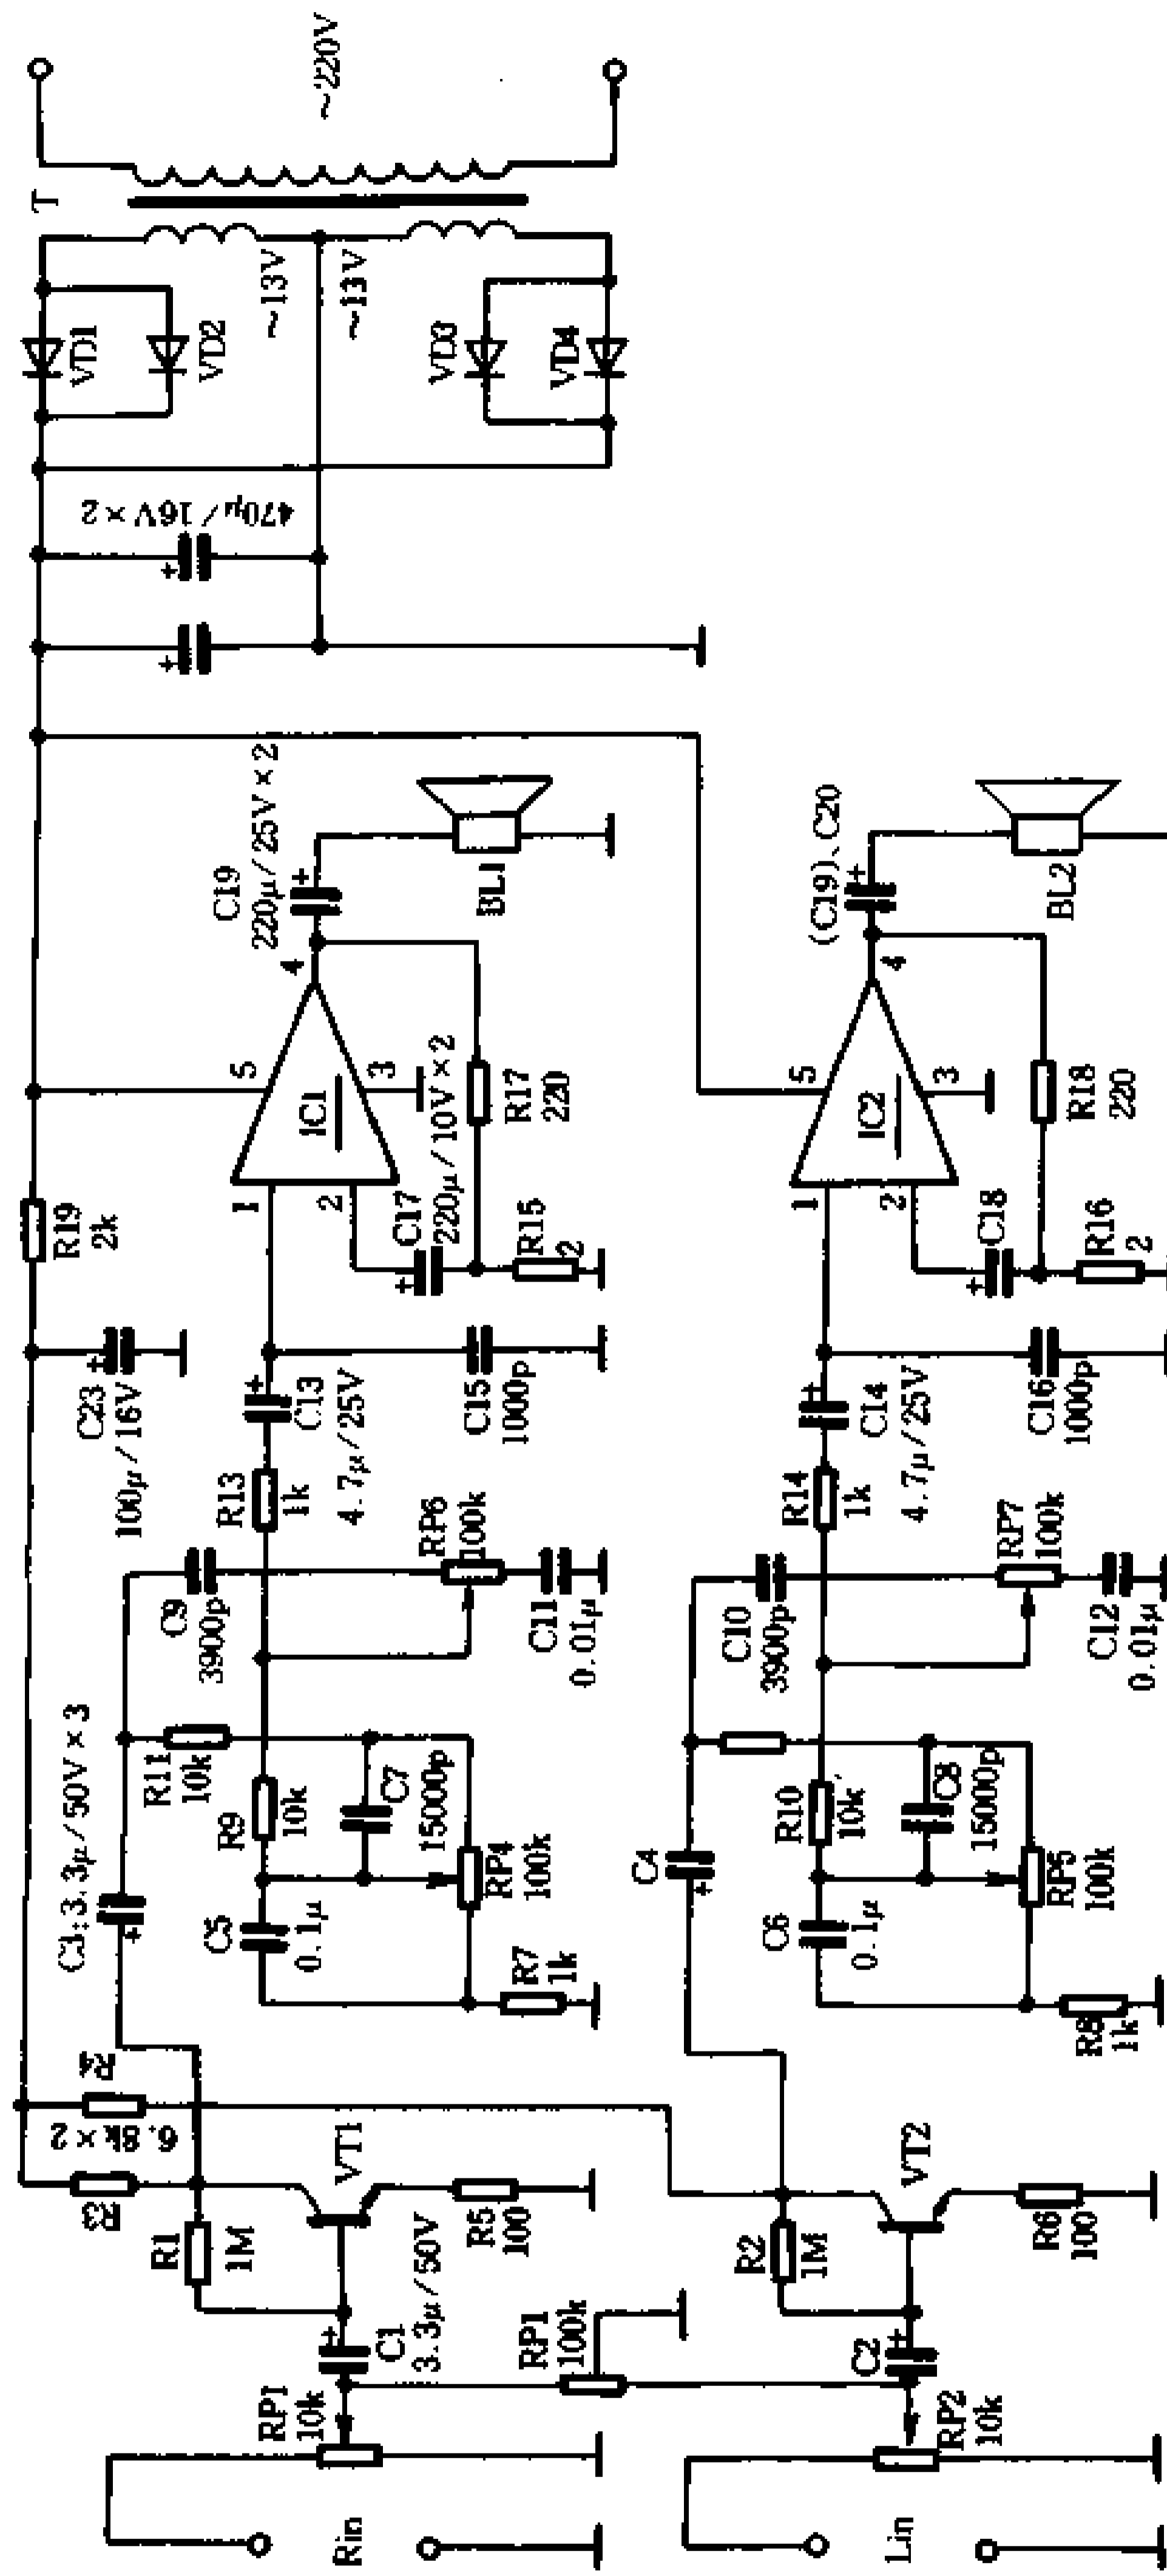 Rin
RP1
10k
C1
3.3μ/50V
R1
1M
R3
6.8k×2
R4
VT1
R5
100
RP1
100k
C3:3.3μ/50V×3
R11
10k
C5
0.1μ
R9
10k
C7
15000p
RP4
100k
R7
1k
C9
3900p
RP6
100k
C11
0.01μ
R13
1k
C13
4.7μ/25V
C15
1000p
C23
100μ/16V
R19
2k
1
2
3
4
5
IC1
C17
220μ/10V×2
R15
2
R17
220
C19
220μ/25V×2
BL1
470μ/16V×2
VD1
VD2
VD3
VD4
~13V
~13V
T
~220V
Lin
RP2
10k
C2
R2
1M
VT2
R6
100
C4
C6
0.1μ
R10
10k
C8
15000p
RP5
100k
R8
1k
C10
3900p
RP7
100k
C12
0.01μ
R14
1k
C14
4.7μ/25V
C16
1000p
1
2
3
4
5
IC2
C18
R16
2
R18
220
(C19)、C20
BL2